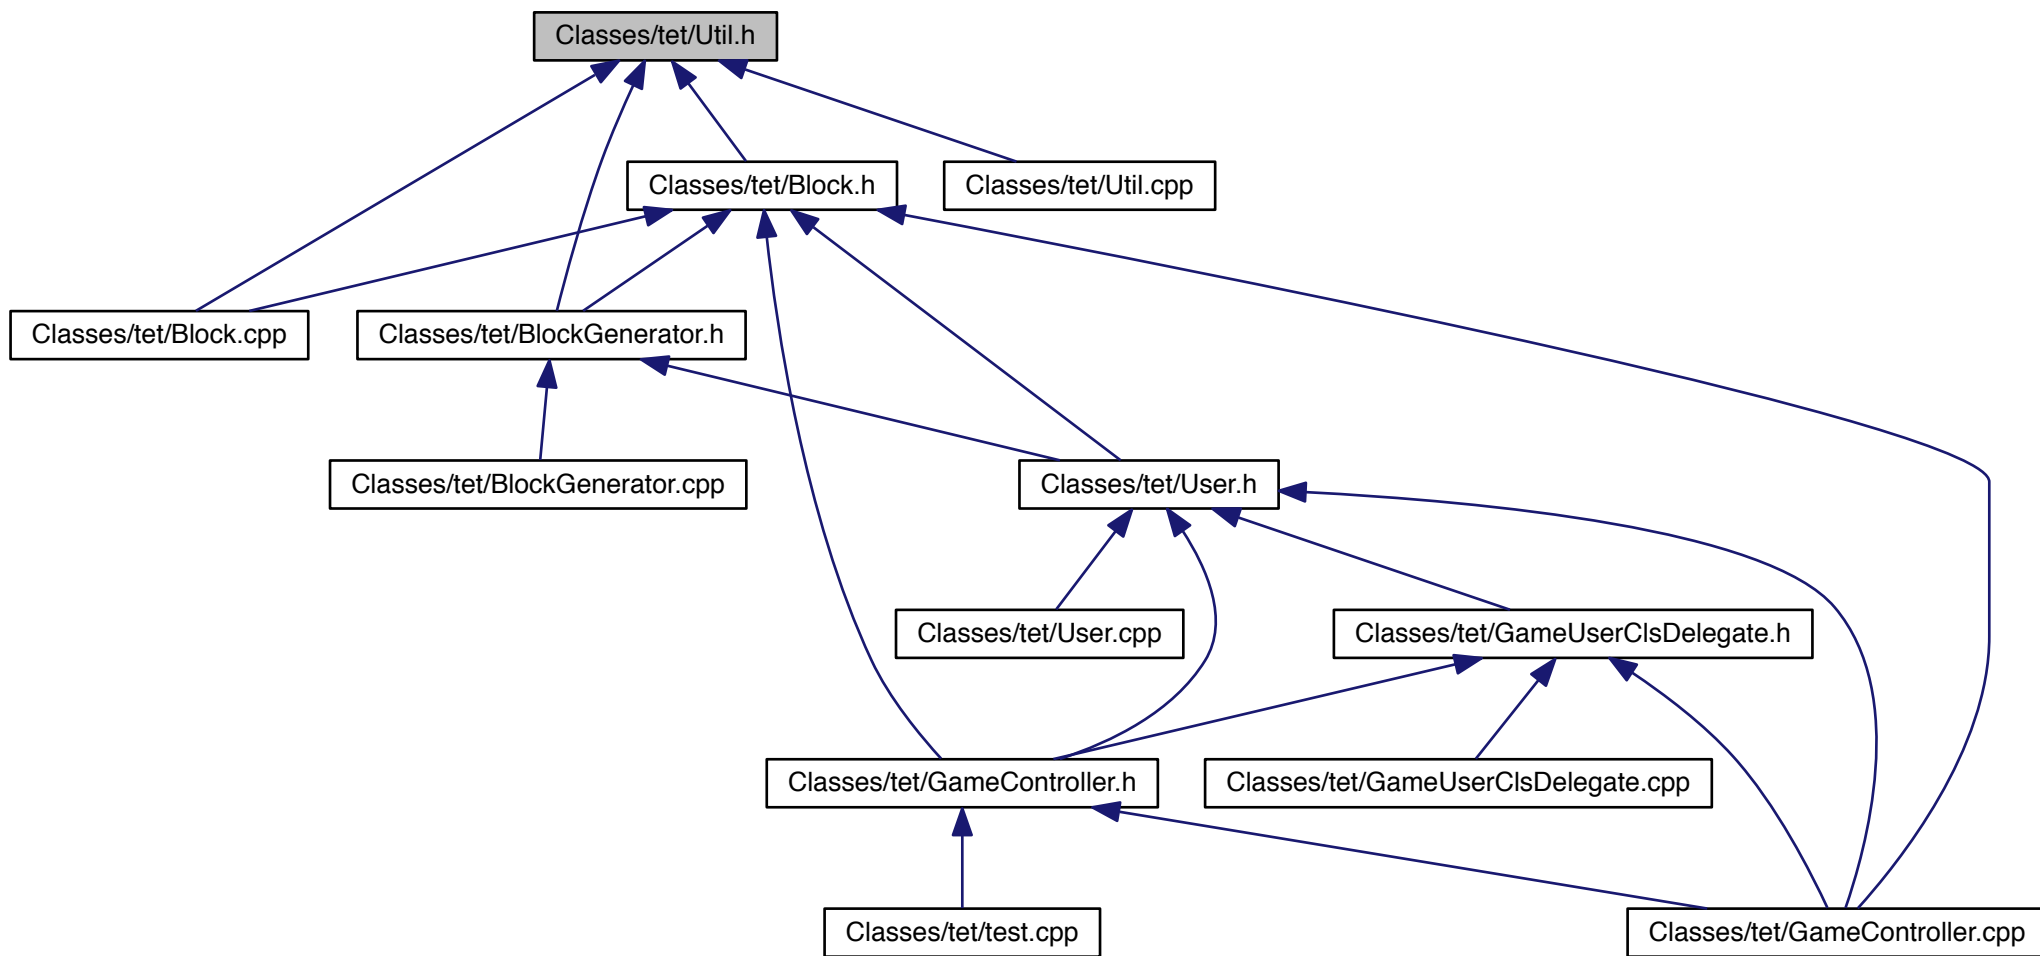 Classes/tet/Util.h
Classes/tet/Block.h
Classes/tet/Util.cpp
Classes/tet/Block.cpp
Classes/tet/BlockGenerator.h
Classes/tet/BlockGenerator.cpp
Classes/tet/User.h
Classes/tet/User.cpp
Classes/tet/GameUserClsDelegate.h
Classes/tet/GameController.h
Classes/tet/GameUserClsDelegate.cpp
Classes/tet/test.cpp
Classes/tet/GameController.cpp